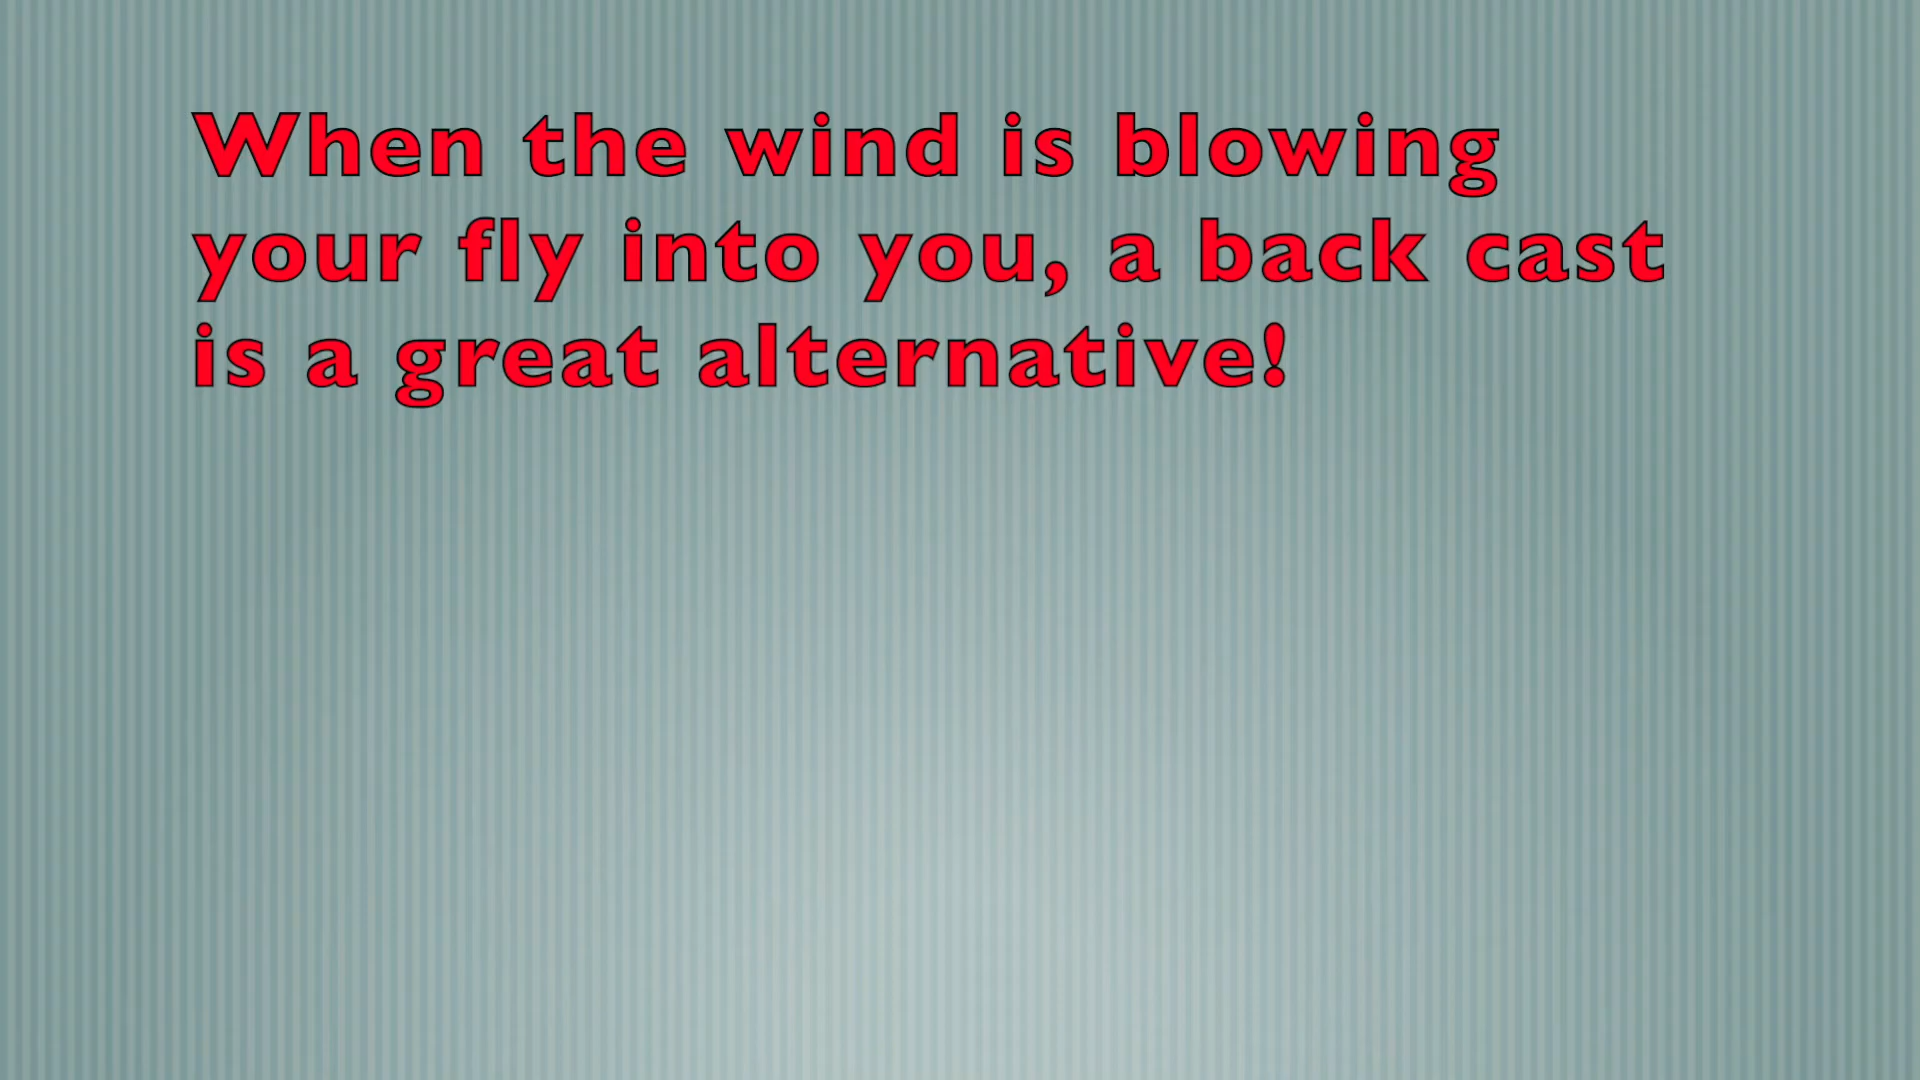 When the wind is blowing
your fly into you, a back cast
is a great alternative!